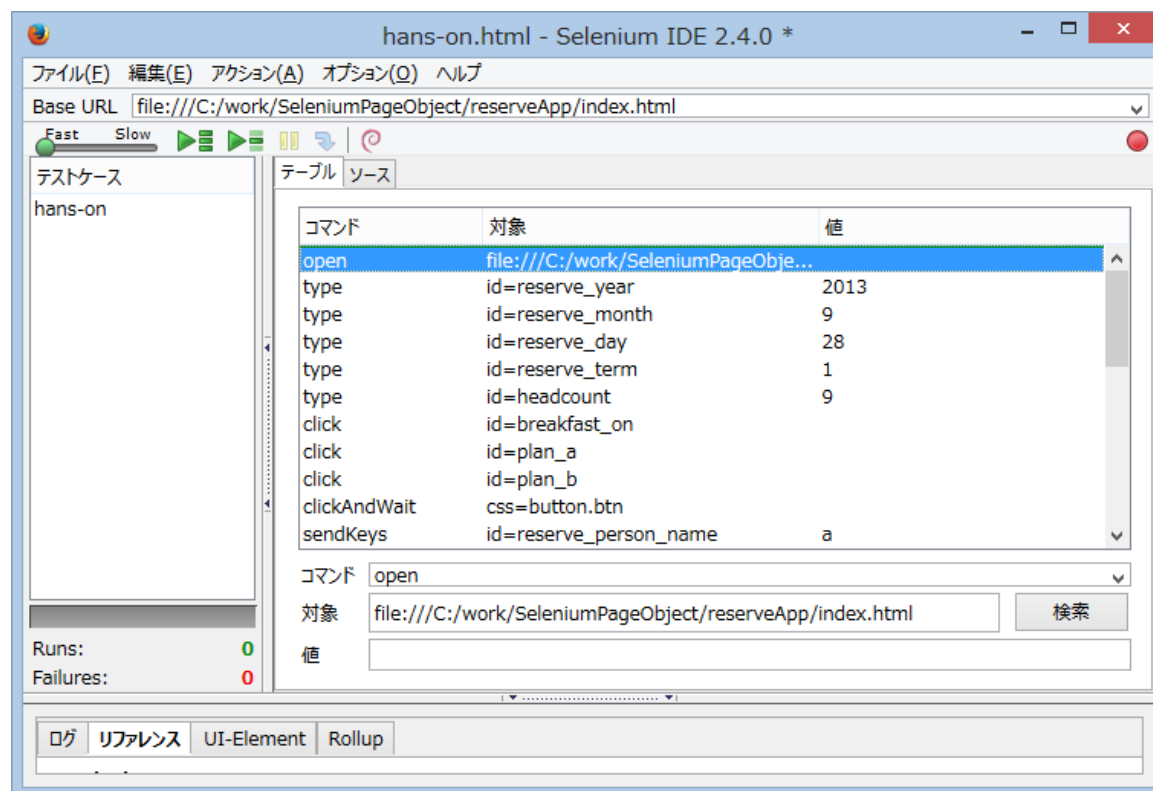 hans-on.html - Selenium IDE 2.4.0 *
ファイル(F) 編集(E) アクション(A) オプション(O) ヘルプ
Base URL file:///C:/work/SeleniumPageObject/reserveApp/index.html
Fast Slow
テストケース
hans-on
テーブル ソース
コマンド 対象 値
open file:///C:/work/SeleniumPageObje...
type id=reserve_year 2013
type id=reserve_month 9
type id=reserve_day 28
type id=reserve_term 1
type id=headcount 9
click id=breakfast_on
click id=plan_a
click id=plan_b
clickAndWait css=button.btn
sendKeys id=reserve_person_name a
コマンド open
対象 file:///C:/work/SeleniumPageObject/reserveApp/index.html 検索
値
Runs: 0
Failures: 0
ログ リファレンス UI-Element Rollup